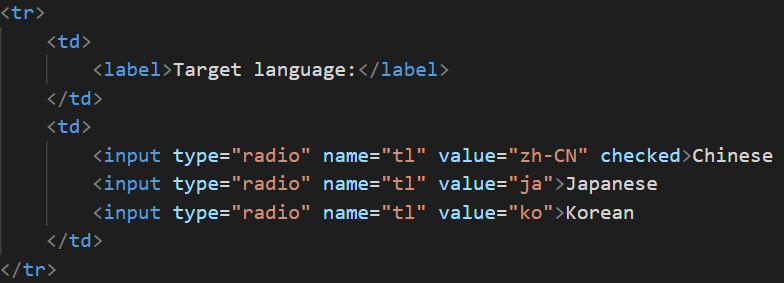 <tr>
    <td>
        <label>Target language:</label>
    </td>
    <td>
        <input type="radio" name="tl" value="zh-CN" checked>Chinese
        <input type="radio" name="tl" value="ja">Japanese
        <input type="radio" name="tl" value="ko">Korean
    </td>
</tr>